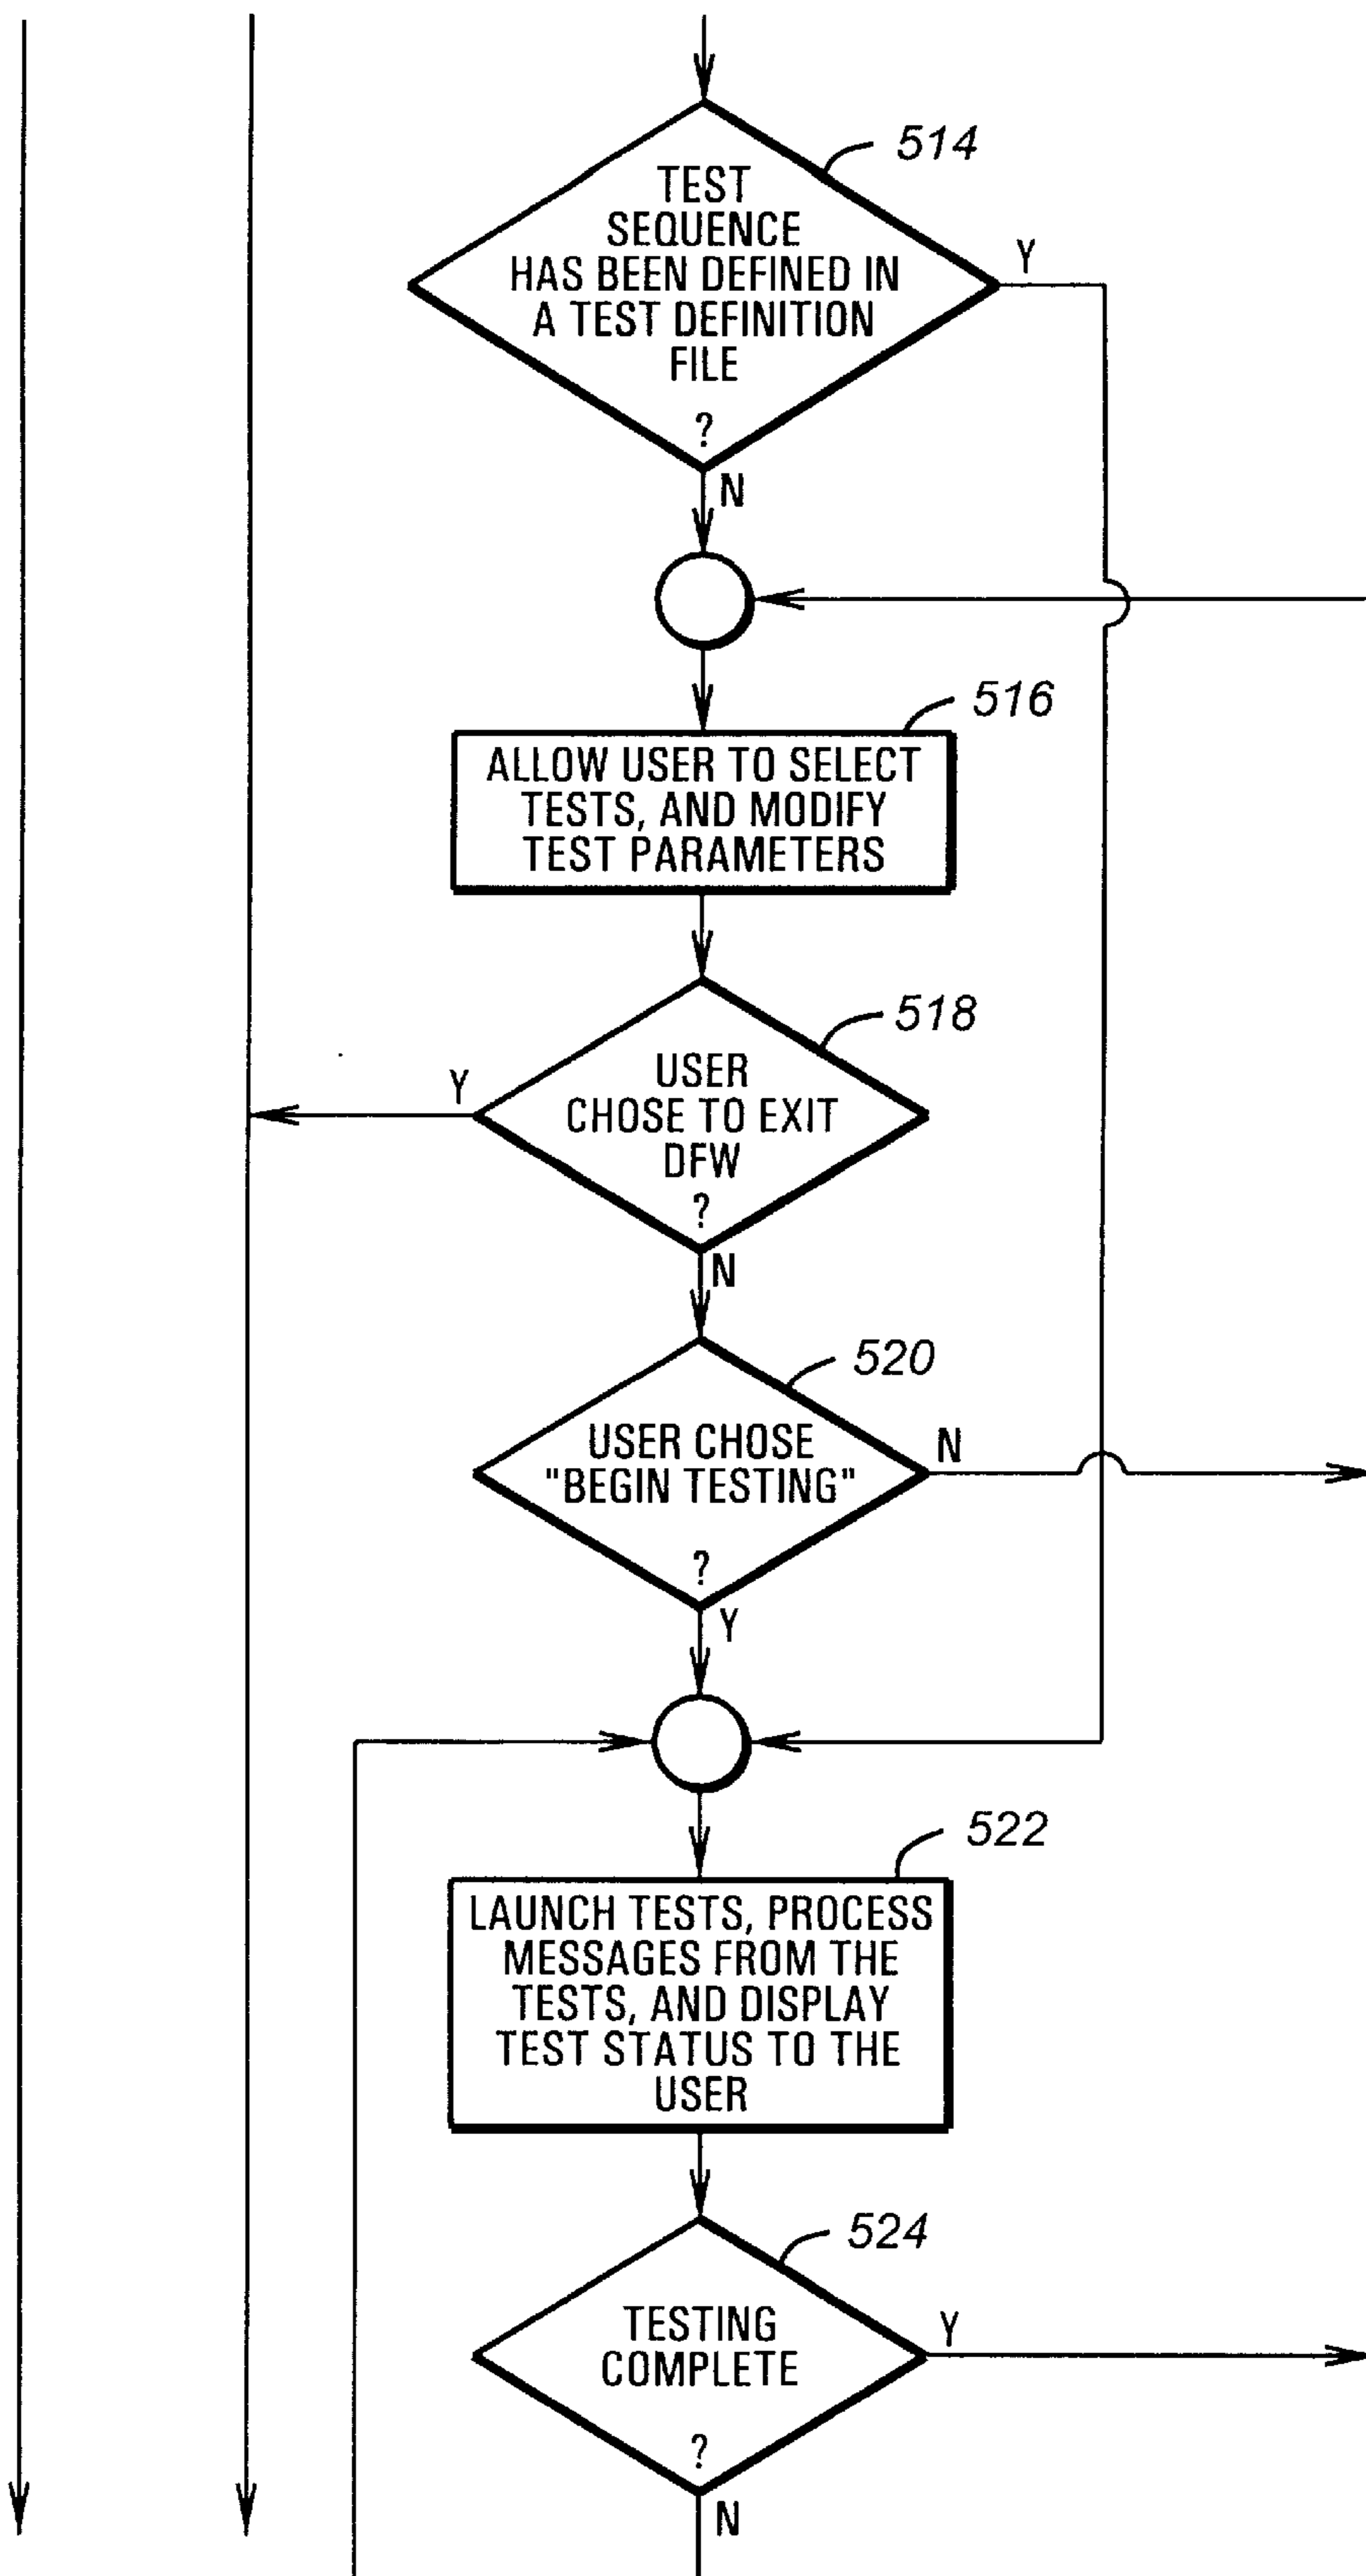 514
TEST
SEQUENCE
HAS BEEN DEFINED IN
A TEST DEFINITION
FILE
?
Y
N
516
ALLOW USER TO SELECT
TESTS, AND MODIFY
TEST PARAMETERS
518
USER
CHOSE TO EXIT
DFW
?
Y
N
520
USER CHOSE
"BEGIN TESTING"
?
N
Y
522
LAUNCH TESTS, PROCESS
MESSAGES FROM THE
TESTS, AND DISPLAY
TEST STATUS TO THE
USER
524
TESTING
COMPLETE
?
Y
N